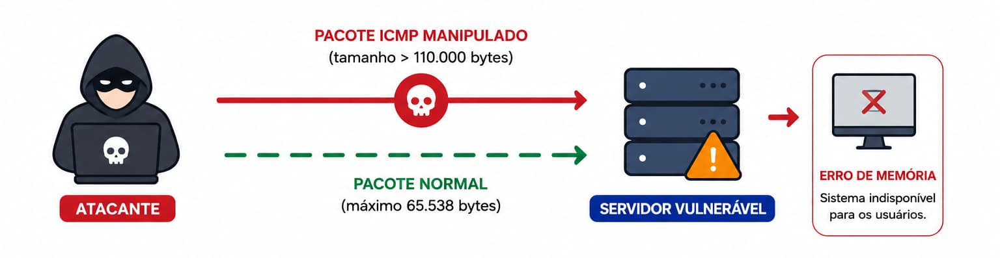 PACOTE ICMP MANIPULADO
(tamanho > 110.000 bytes)
PACOTE NORMAL
(máximo 65.538 bytes)
ATACANTE
SERVIDOR VULNERÁVEL
ERRO DE MEMÓRIA
Sistema indisponível
para os usuários.